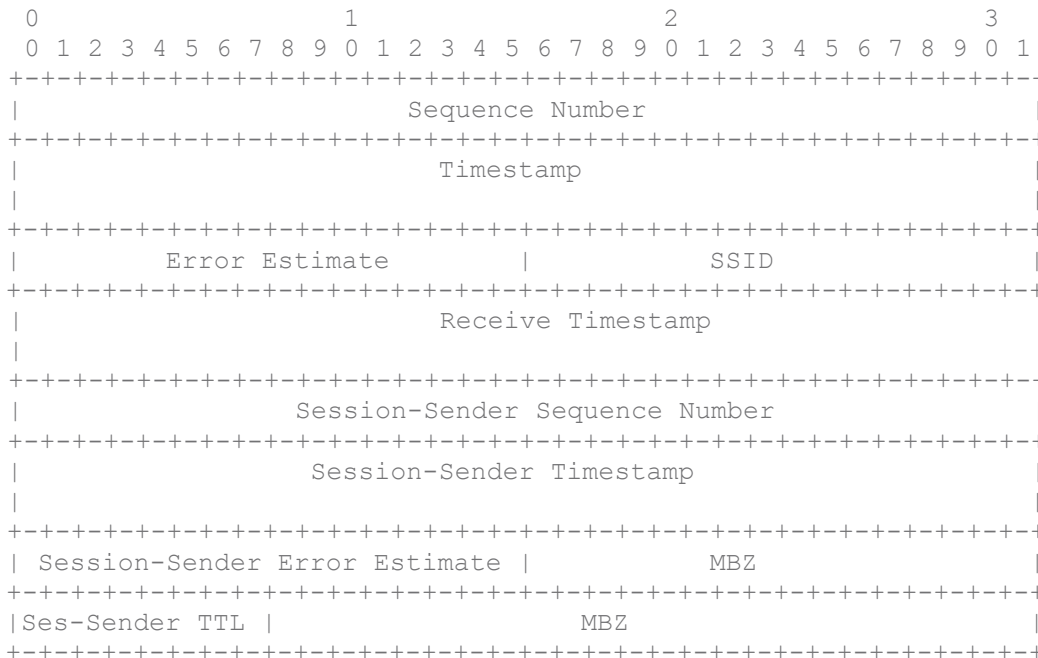 0 1 2 3
0 1 2 3 4 5 6 7 8 9 0 1 2 3 4 5 6 7 8 9 0 1 2 3 4 5 6 7 8 9 0 1
+-+-+-+-+-+-+-+-+-+-+-+-+-+-+-+-+-+-+-+-+-+-+-+-+-+-+-+-+-+-+-+-+
| Sequence Number |
+-+-+-+-+-+-+-+-+-+-+-+-+-+-+-+-+-+-+-+-+-+-+-+-+-+-+-+-+-+-+-+-+
| Timestamp |
| |
+-+-+-+-+-+-+-+-+-+-+-+-+-+-+-+-+-+-+-+-+-+-+-+-+-+-+-+-+-+-+-+-+
| Error Estimate | SSID |
+-+-+-+-+-+-+-+-+-+-+-+-+-+-+-+-+-+-+-+-+-+-+-+-+-+-+-+-+-+-+-+-+
| Receive Timestamp |
| |
+-+-+-+-+-+-+-+-+-+-+-+-+-+-+-+-+-+-+-+-+-+-+-+-+-+-+-+-+-+-+-+-+
| Session-Sender Sequence Number |
+-+-+-+-+-+-+-+-+-+-+-+-+-+-+-+-+-+-+-+-+-+-+-+-+-+-+-+-+-+-+-+-+
| Session-Sender Timestamp |
| |
+-+-+-+-+-+-+-+-+-+-+-+-+-+-+-+-+-+-+-+-+-+-+-+-+-+-+-+-+-+-+-+-+
| Session-Sender Error Estimate | MBZ |
+-+-+-+-+-+-+-+-+-+-+-+-+-+-+-+-+-+-+-+-+-+-+-+-+-+-+-+-+-+-+-+-+
|Ses-Sender TTL | MBZ |
+-+-+-+-+-+-+-+-+-+-+-+-+-+-+-+-+-+-+-+-+-+-+-+-+-+-+-+-+-+-+-+-+